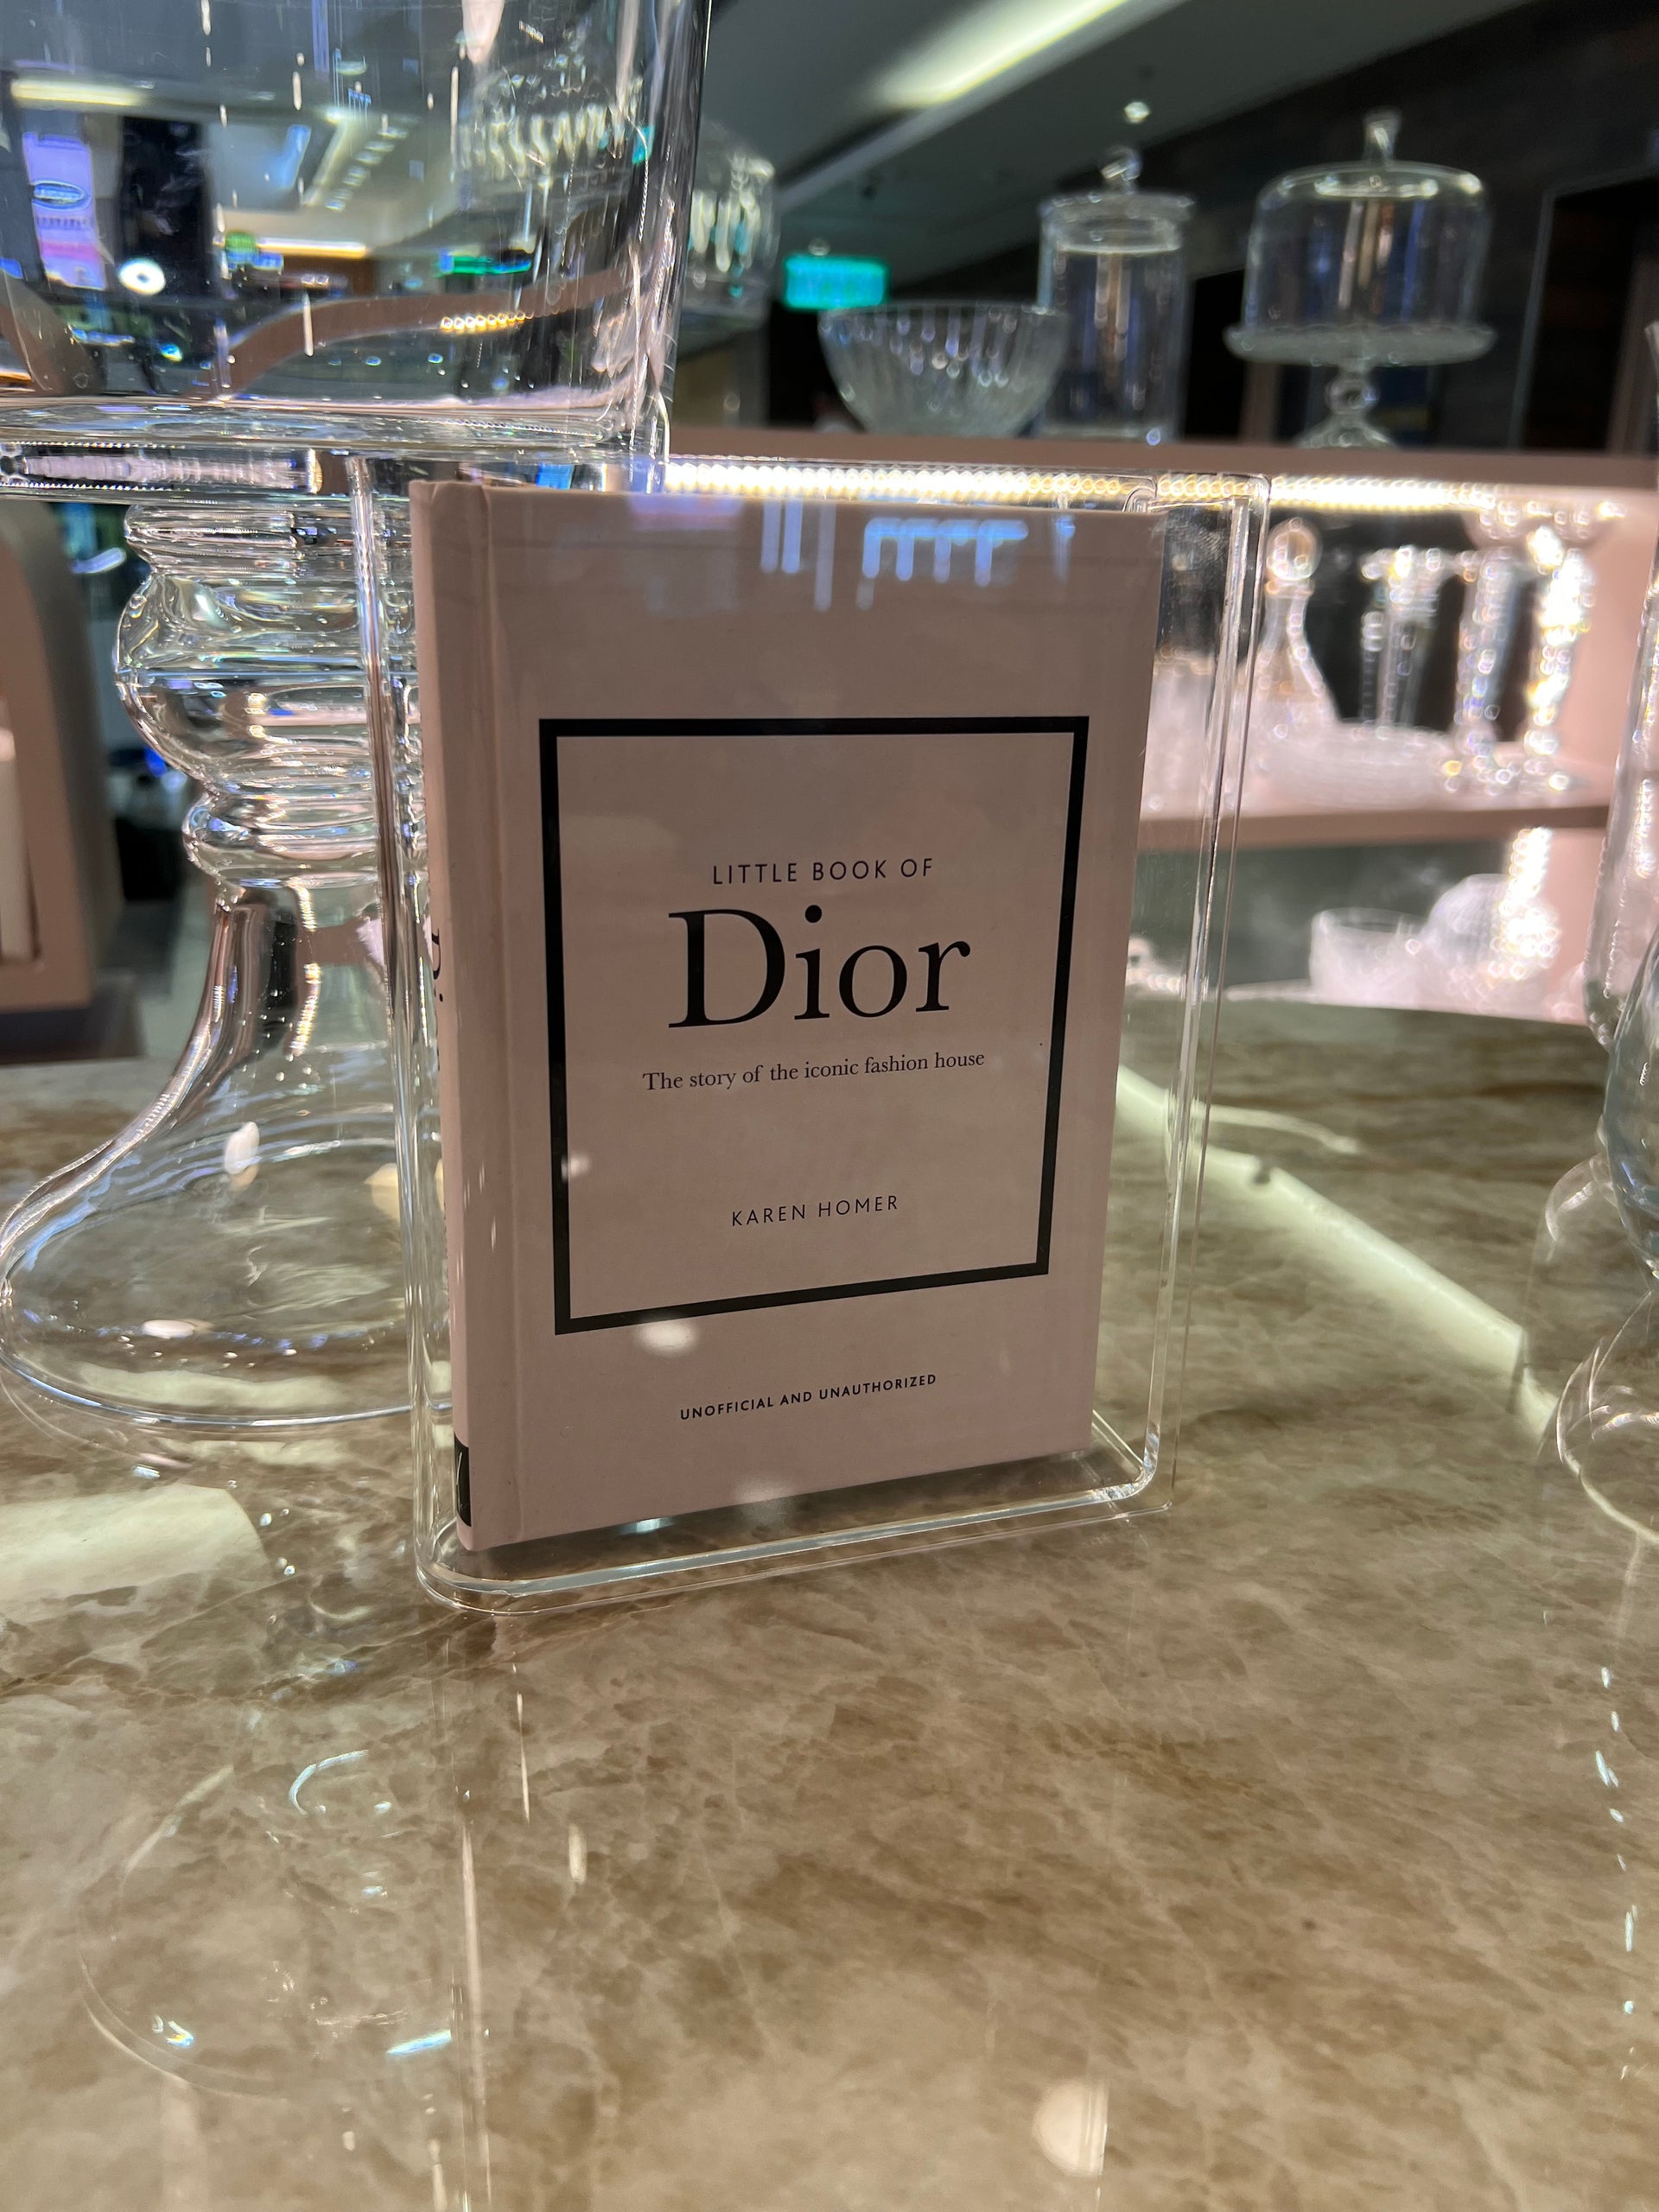 LITTLE BOOK OF
Dior
The story of the iconic fashion house
KAREN HOMER
UNOFFICIAL AND UNAUTHORIZED